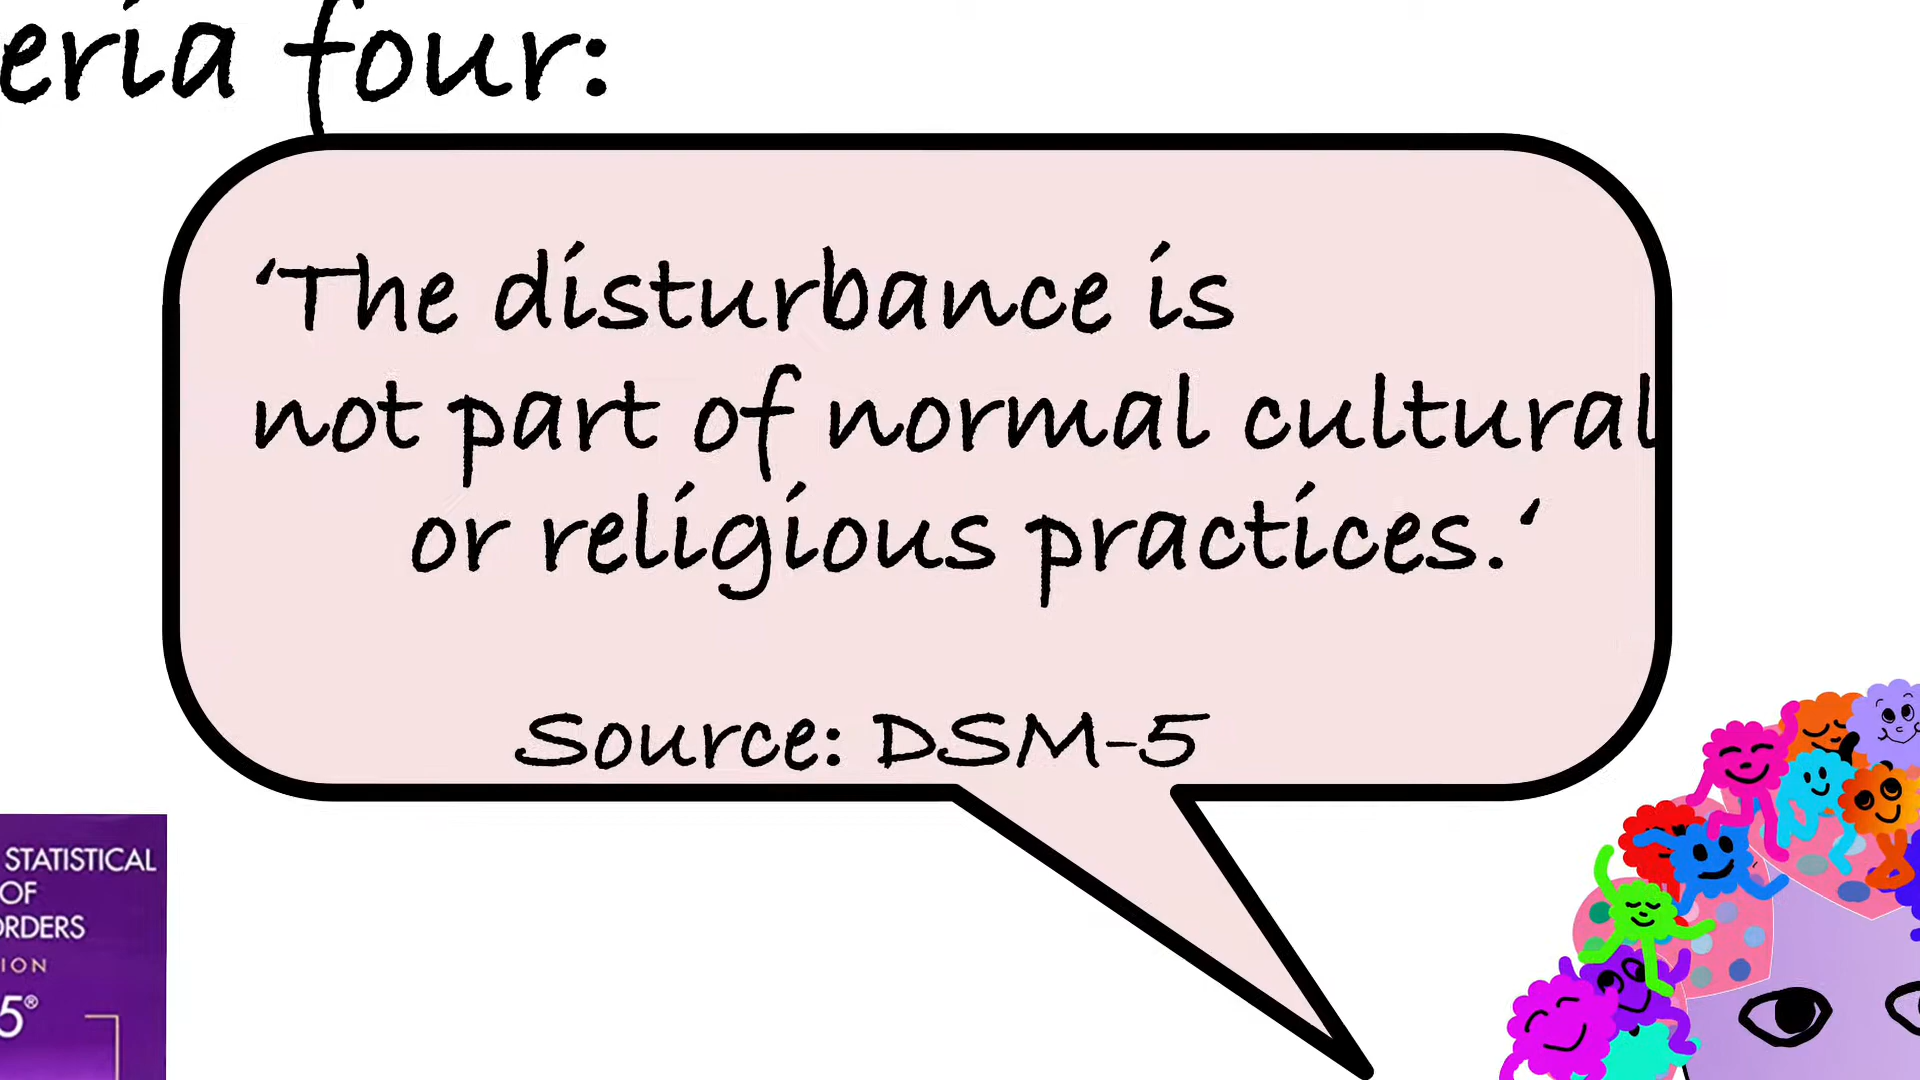 eria four:
‘The disturbance is
not part of normal cultural
or religious practices.‘
Source: DSM-5
STATISTICAL
OF
ORDERS
ION
5®